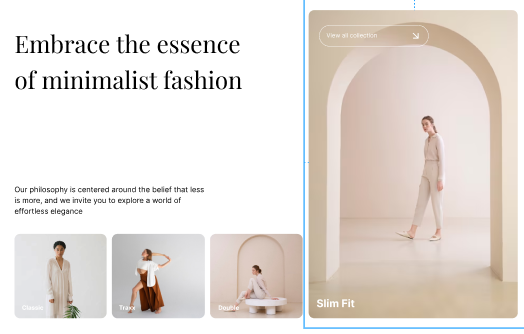 Embrace the essence
of minimalist fashion
View all collection
Our philosophy is centered around the belief that less
is more, and we invite you to explore a world of
effortless elegance
Classic
Traxx
Double
Slim Fit